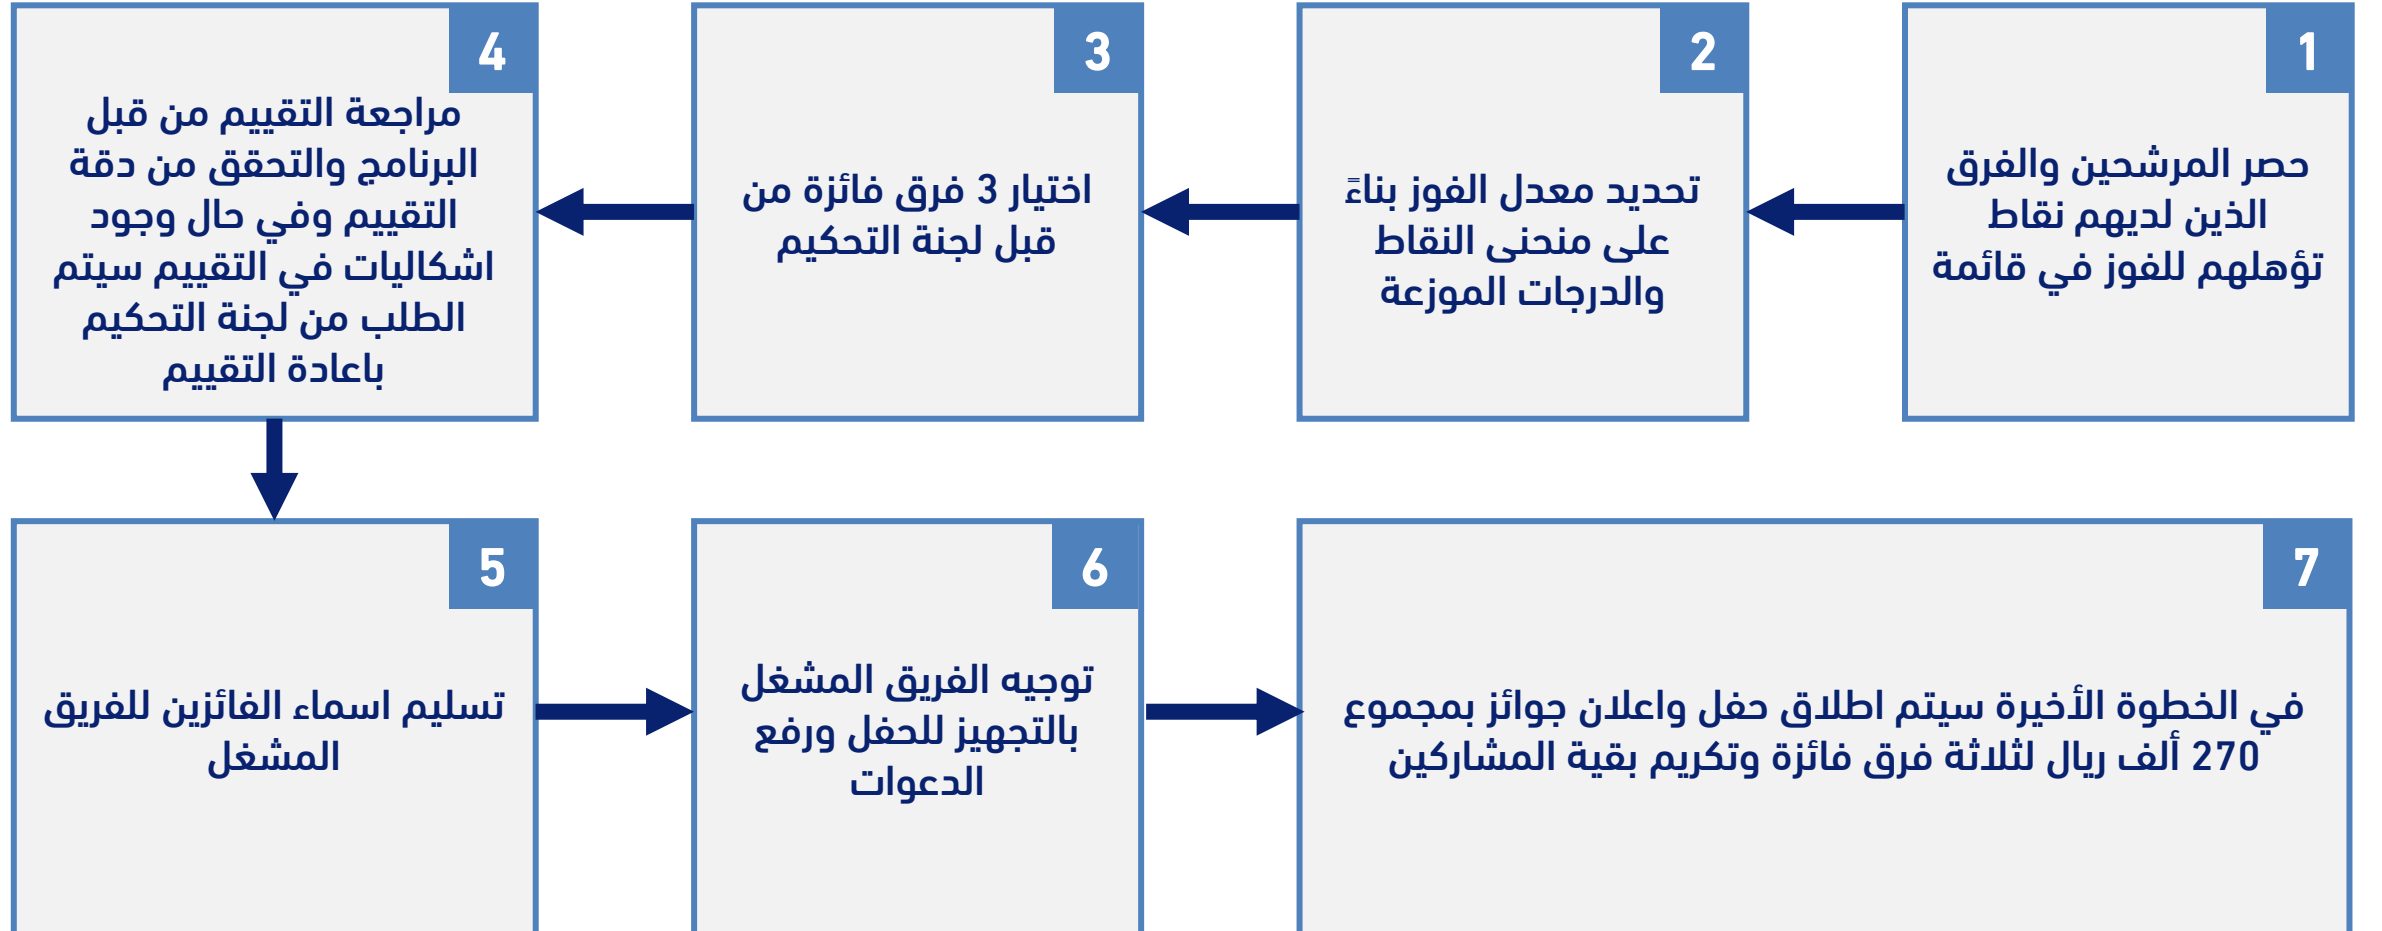 1
حصر المرشحين والفرق
الذين لديهم نقاط
تؤهلهم للفوز في قائمة
2
تحديد معدل الفوز بناءً
على منحنى النقاط
والدرجات الموزعة
3
اختيار 3 فرق فائزة من
قبل لجنة التحكيم
4
مراجعة التقييم من قبل
البرنامج والتحقق من دقة
التقييم وفي حال وجود
اشكاليات في التقييم سيتم
الطلب من لجنة التحكيم
باعادة التقييم
5
تسليم اسماء الفائزين للفريق
المشغل
6
توجيه الفريق المشغل
بالتجهيز للحفل ورفع
الدعوات
7
في الخطوة الأخيرة سيتم اطلاق حفل واعلان جوائز بمجموع
270 ألف ريال لثلاثة فرق فائزة وتكريم بقية المشاركين